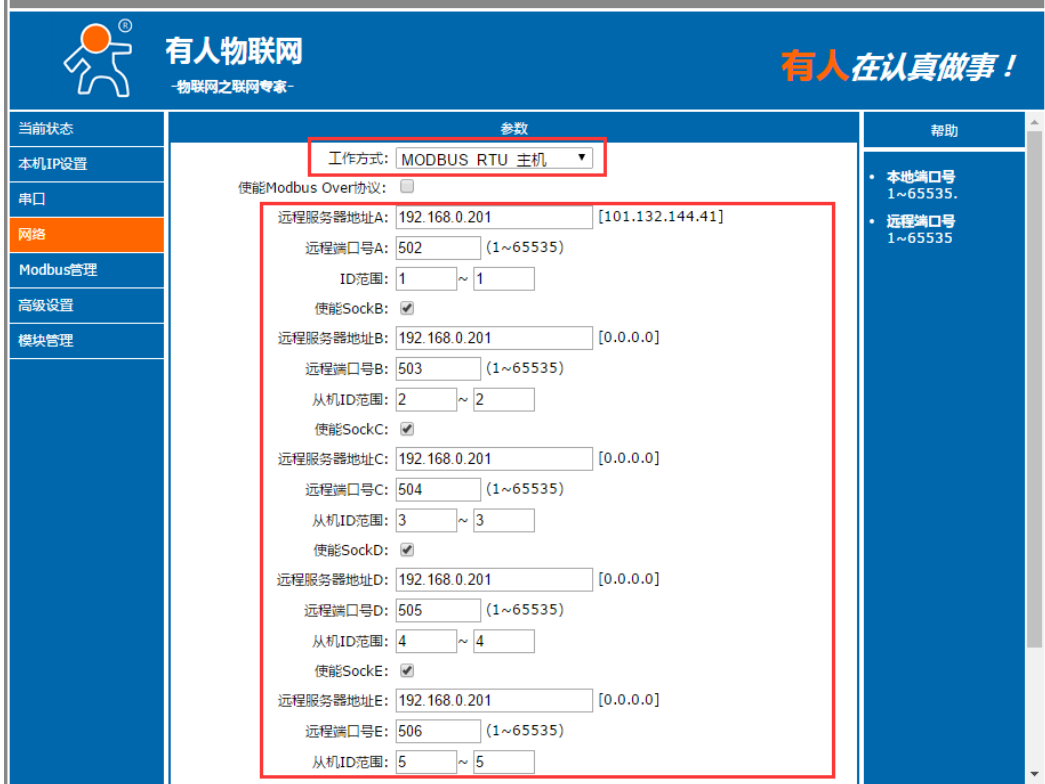 ®
有人物联网
-物联网之联网专家-
有人在认真做事！
当前状态
本机IP设置
串口
网络
Modbus管理
高级设置
模块管理
参数
工作方式: MODBUS RTU 主机
使能Modbus Over协议:
远程服务器地址A: 192.168.0.201 [101.132.144.41]
远程端口号A: 502 (1~65535)
ID范围: 1 ~ 1
使能SockB:
远程服务器地址B: 192.168.0.201 [0.0.0.0]
远程端口号B: 503 (1~65535)
从机ID范围: 2 ~ 2
使能SockC:
远程服务器地址C: 192.168.0.201 [0.0.0.0]
远程端口号C: 504 (1~65535)
从机ID范围: 3 ~ 3
使能SockD:
远程服务器地址D: 192.168.0.201 [0.0.0.0]
远程端口号D: 505 (1~65535)
从机ID范围: 4 ~ 4
使能SockE:
远程服务器地址E: 192.168.0.201 [0.0.0.0]
远程端口号E: 506 (1~65535)
从机ID范围: 5 ~ 5
帮助
• 本地端口号
1~65535.
• 远程端口号
1~65535